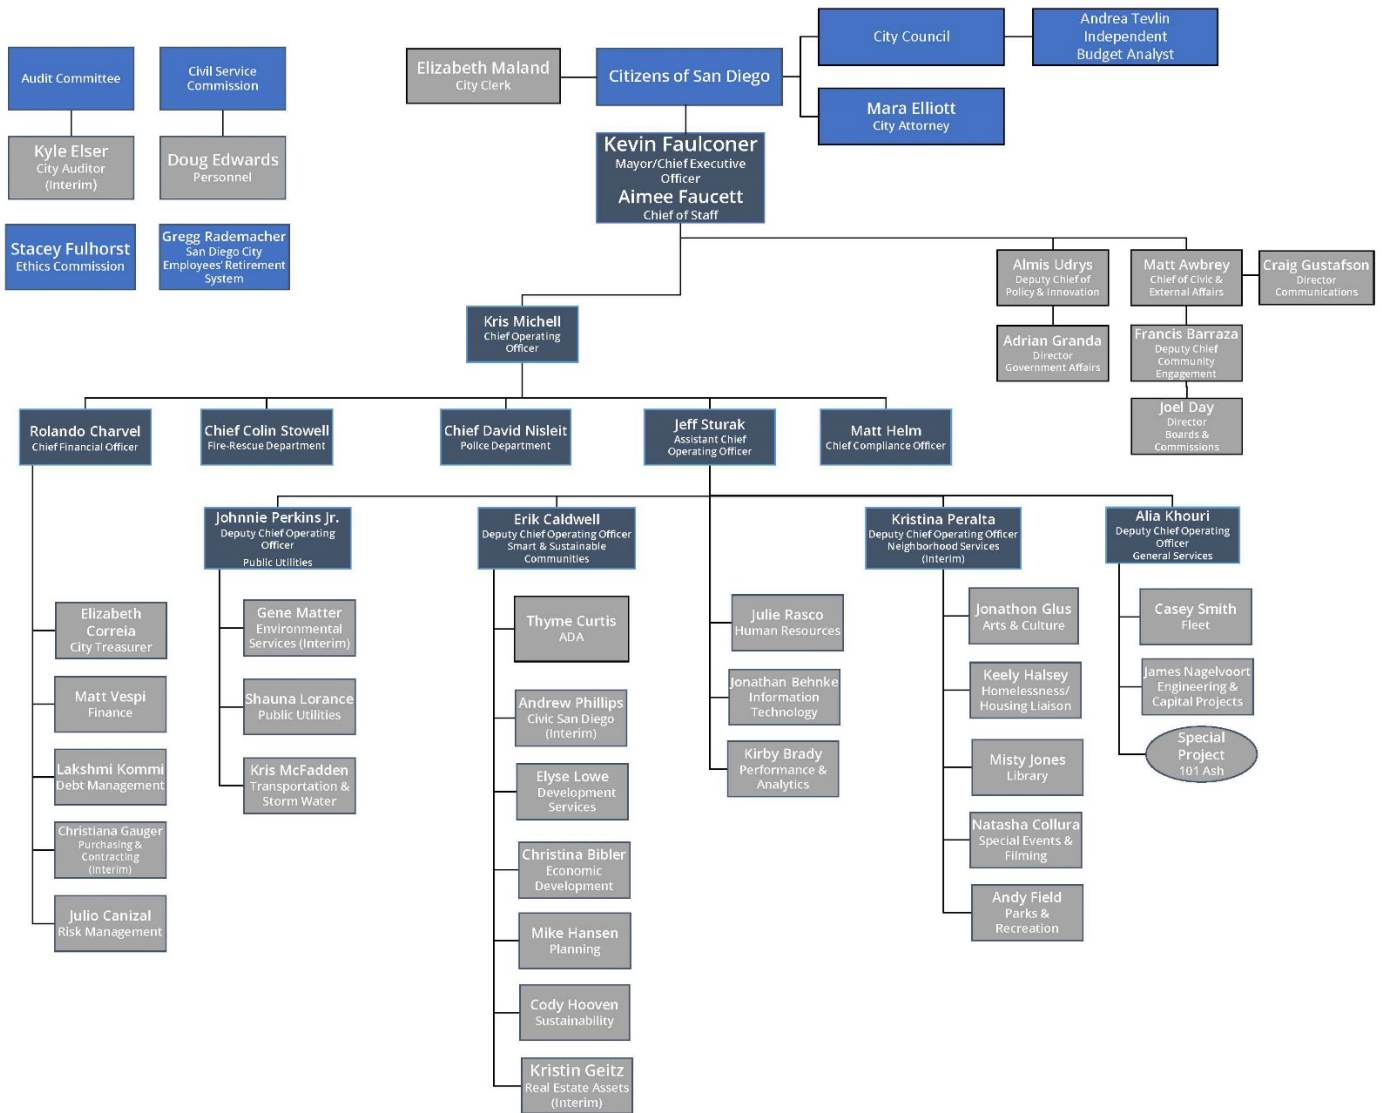 Audit Committee
Civil Service
Commission
Kyle Elser
City Auditor
(Interim)
Doug Edwards
Personnel
Stacey Fulhorst
Ethics Commission
Gregg Rademacher
San Diego City
Employees' Retirement
System
Elizabeth Maland
City Clerk
Citizens of San Diego
City Council
Andrea Tevlin
Independent
Budget Analyst
Mara Elliott
City Attorney
Kevin Faulconer
Mayor/Chief Executive
Officer
Aimee Faucett
Chief of Staff
Almis Udrys
Deputy Chief of
Policy & Innovation
Matt Awbrey
Chief of Civic &
External Affairs
Craig Gustafson
Director
Communications
Adrian Granda
Director
Government Affairs
Francis Barraza
Deputy Chief
Community
Engagement
Joel Day
Director
Boards &
Commissions
Kris Michell
Chief Operating
Officer
Rolando Charvel
Chief Financial Officer
Chief Colin Stowell
Fire-Rescue Department
Chief David Nisleit
Police Department
Jeff Sturak
Assistant Chief
Operating Officer
Matt Helm
Chief Compliance Officer
Johnnie Perkins Jr.
Deputy Chief Operating
Officer
Public Utilities
Erik Caldwell
Deputy Chief Operating Officer
Smart & Sustainable
Communities
Kristina Peralta
Deputy Chief Operating Officer
Neighborhood Services
(Interim)
Alia Khouri
Deputy Chief Operating
Officer
General Services
Elizabeth
Correia
City Treasurer
Matt Vespi
Finance
Lakshmi Kommi
Debt Management
Christiana Gauger
Purchasing &
Contracting
(Interim)
Julio Canizal
Risk Management
Gene Matter
Environmental
Services (Interim)
Shauna Lorance
Public Utilities
Kris McFadden
Transportation &
Storm Water
Thyme Curtis
ADA
Andrew Phillips
Civic San Diego
(Interim)
Elyse Lowe
Development
Services
Christina Bibler
Economic
Development
Mike Hansen
Planning
Cody Hooven
Sustainability
Kristin Geitz
Real Estate Assets
(Interim)
Julie Rasco
Human Resources
Jonathan Behnke
Information
Technology
Kirby Brady
Performance &
Analytics
Jonathon Glus
Arts & Culture
Keely Halsey
Homelessness/
Housing Liaison
Misty Jones
Library
Natasha Collura
Special Events &
Filming
Andy Field
Parks &
Recreation
Casey Smith
Fleet
James Nagelvoort
Engineering &
Capital Projects
Special
Project
101 Ash